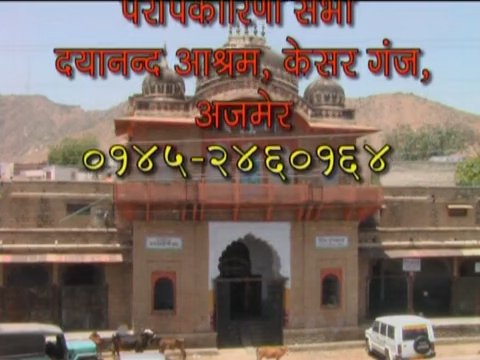 परोपकारिणी सभा
दयानन्द आश्रम, केसर गंज,
अजमेर
०१४५-२४६०१६४